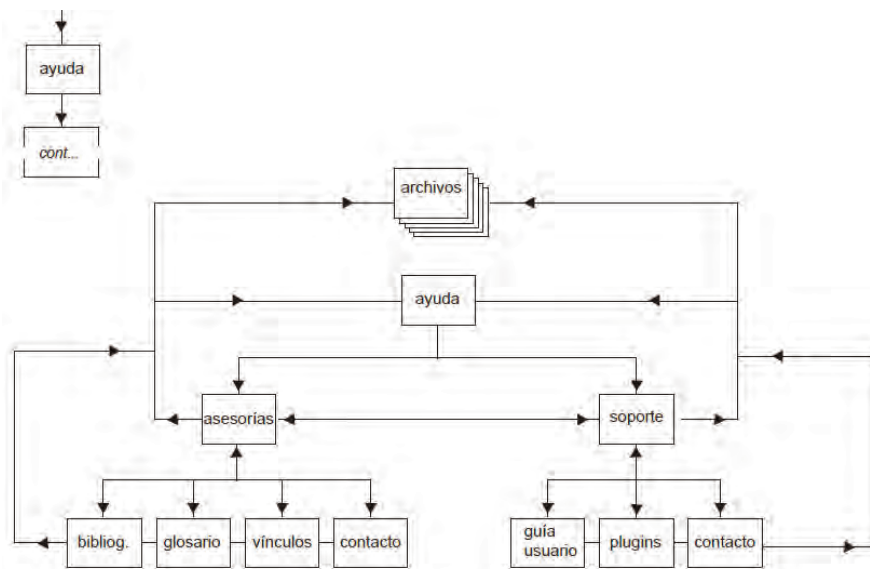 ayuda
cont...
archivos
ayuda
asesorías
soporte
bibliog.
glosario
vínculos
contacto
guía
usuario
plugins
contacto